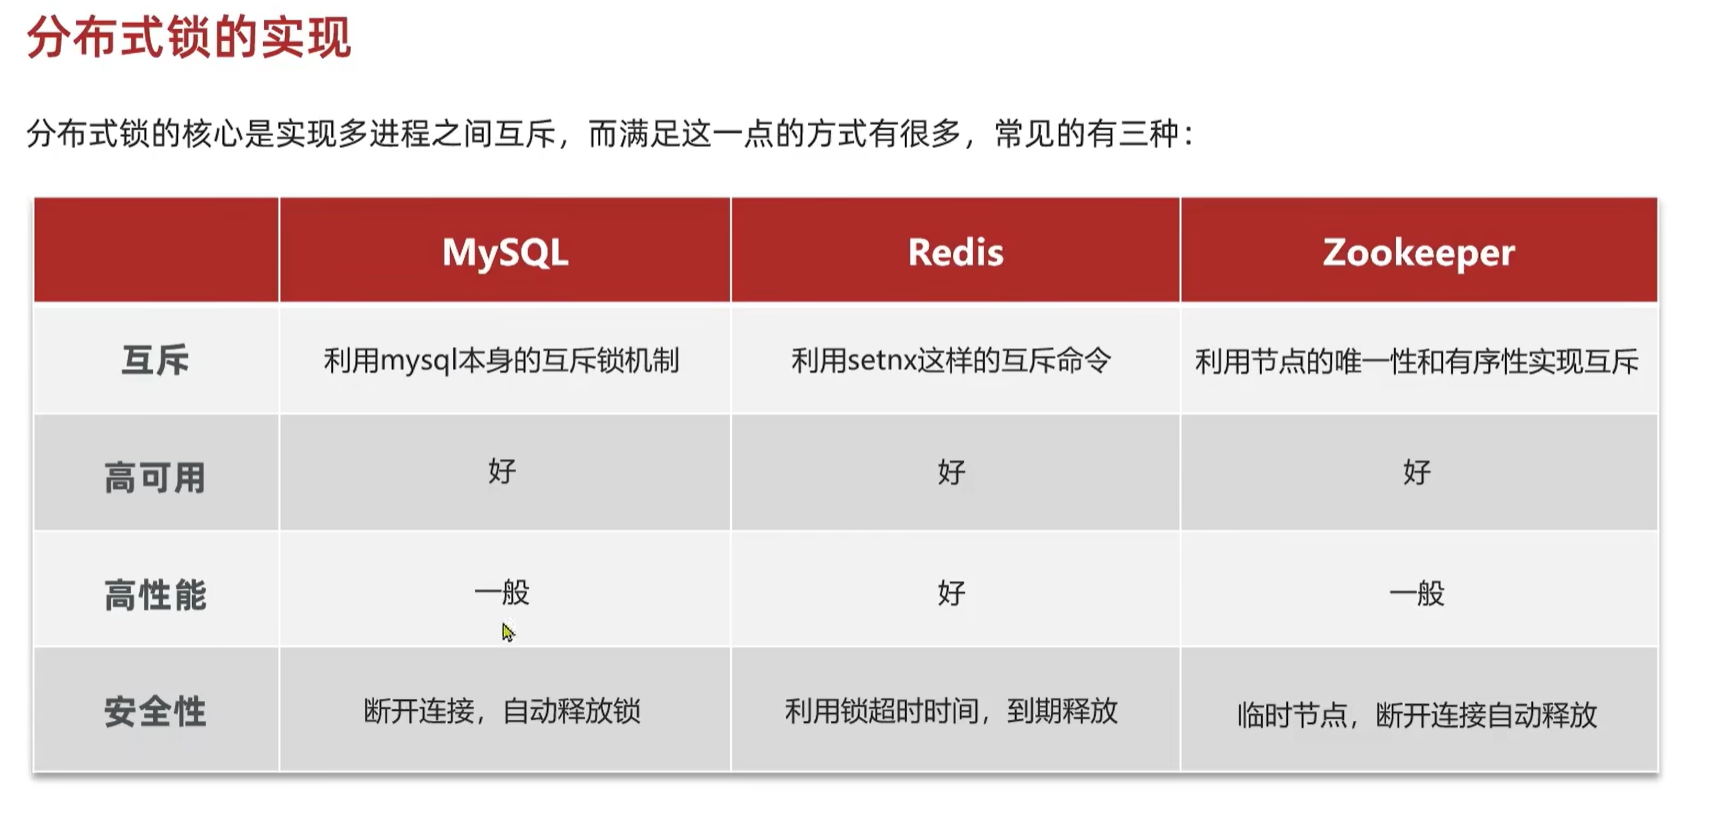 分布式锁的实现
分布式锁的核心是实现多进程之间互斥，而满足这一点的方式有很多，常见的有三种：
MySQL Redis Zookeeper
互斥 利用mysql本身的互斥锁机制 利用setnx这样的互斥命令 利用节点的唯一性和有序性实现互斥
高可用 好 好 好
高性能 一般 好 一般
安全性 断开连接，自动释放锁 利用锁超时时间，到期释放 临时节点，断开连接自动释放